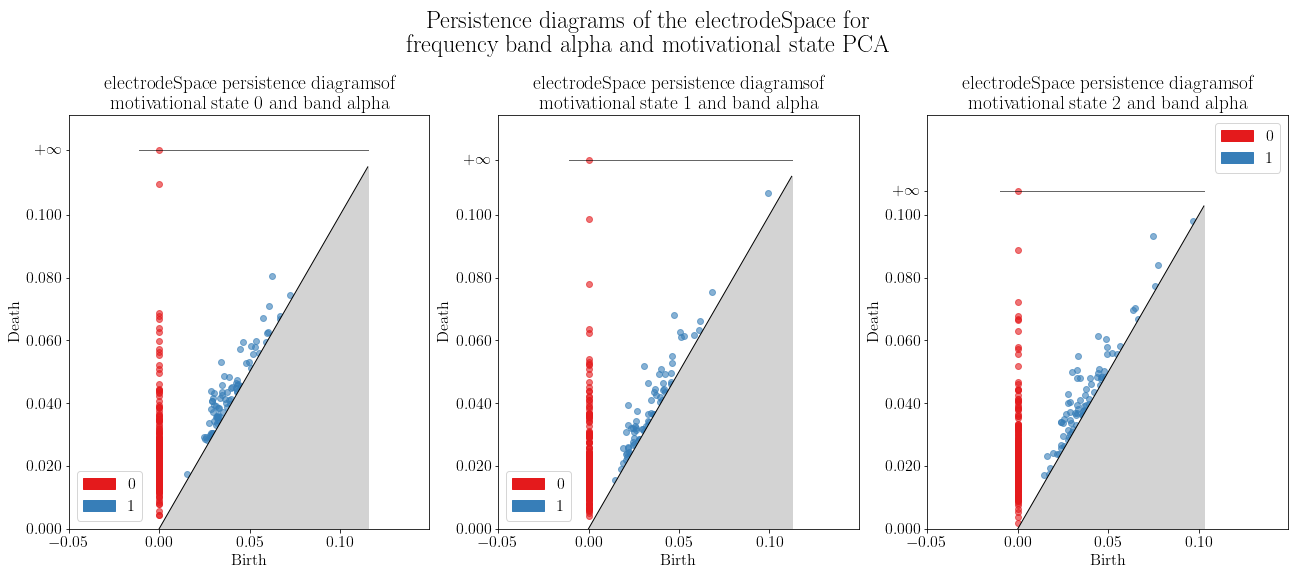 Persistence diagrams of the electrodeSpace for
frequency band alpha and motivational state PCA
electrodeSpace persistence diagramsof
motivational state 0 and band alpha
+∞
0.100
0.080
0.060
0.040
0.020
0.000
Death
−0.05
0.00
0.05
0.10
Birth
0
1
electrodeSpace persistence diagramsof
motivational state 1 and band alpha
+∞
0.100
0.080
0.060
0.040
0.020
0.000
Death
−0.05
0.00
0.05
0.10
Birth
0
1
electrodeSpace persistence diagramsof
motivational state 2 and band alpha
+∞
0.100
0.080
0.060
0.040
0.020
0.000
Death
−0.05
0.00
0.05
0.10
Birth
0
1